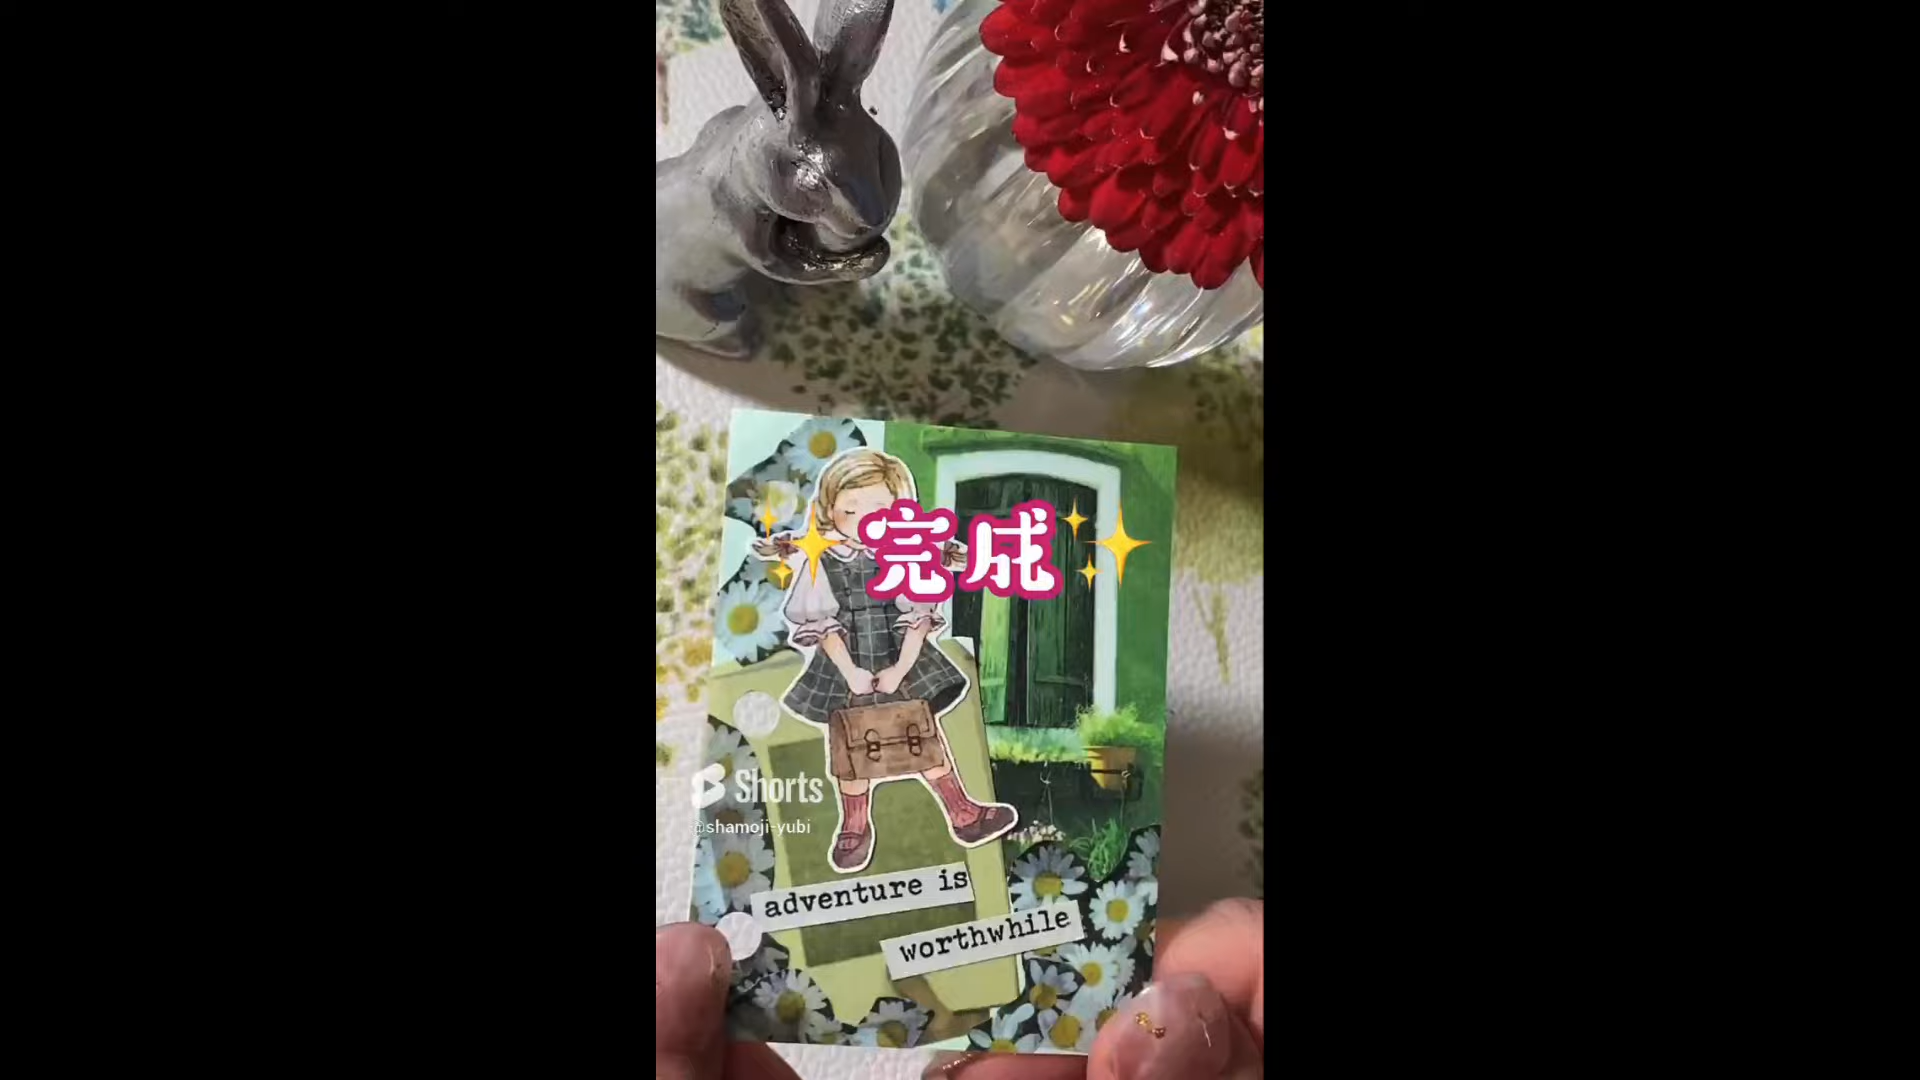 完成
Shorts
@shamoji-yubi
adventure is
worthwhile